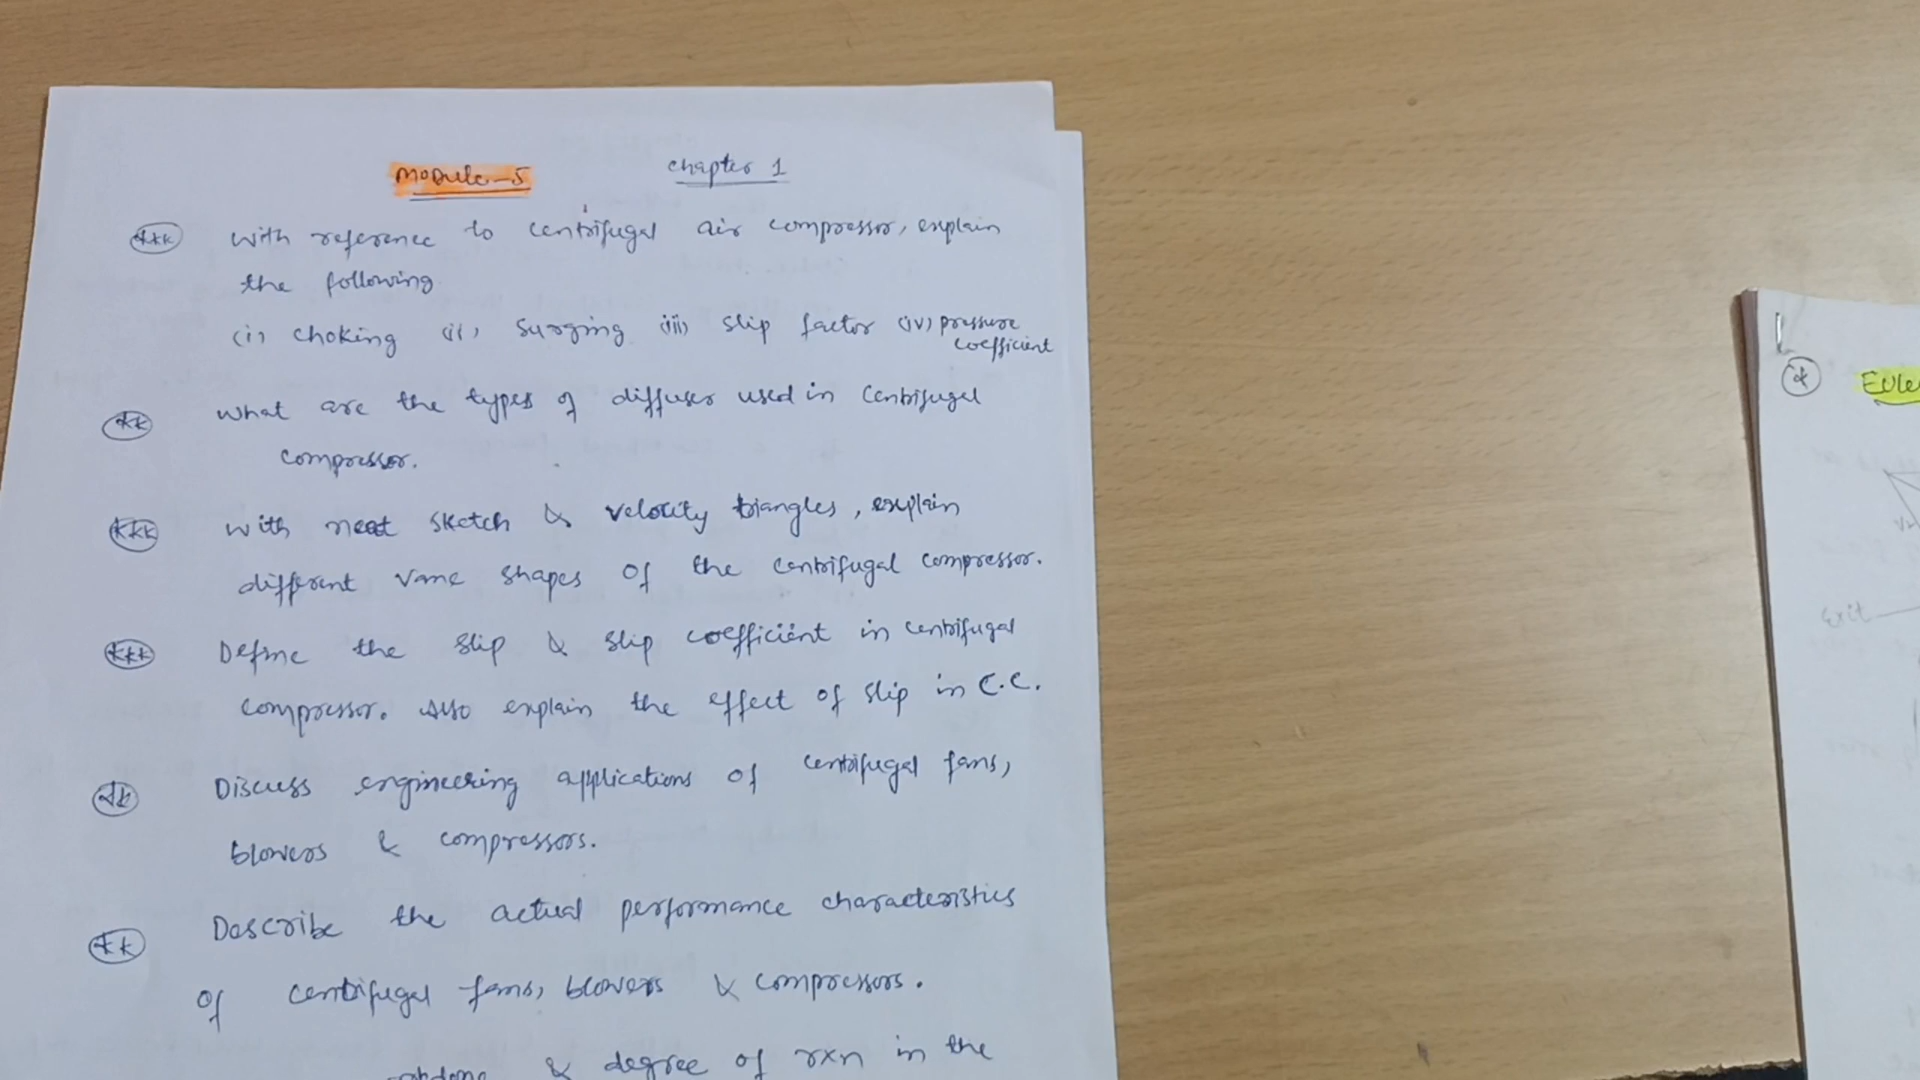 Module-5 chapter 1
*** with reference to centrifugal air compressor, explain
the following
(i) choking (ii) surging (iii) slip factor (iv) pressure
coefficient
** what are the types of diffuser used in centrifugal
compressor.
*** with neat sketch & velocity triangles, explain
different vane shapes of the centrifugal compressor.
*** Define the slip & slip coefficient in centrifugal
compressor. Also explain the effect of slip in C.C.
** Discuss engineering applications of centrifugal fans,
blowers & compressors.
** Describe the actual performance characteristics
of centrifugal fans, blowers & compressors.
& degree of rxn in the
*
Exit